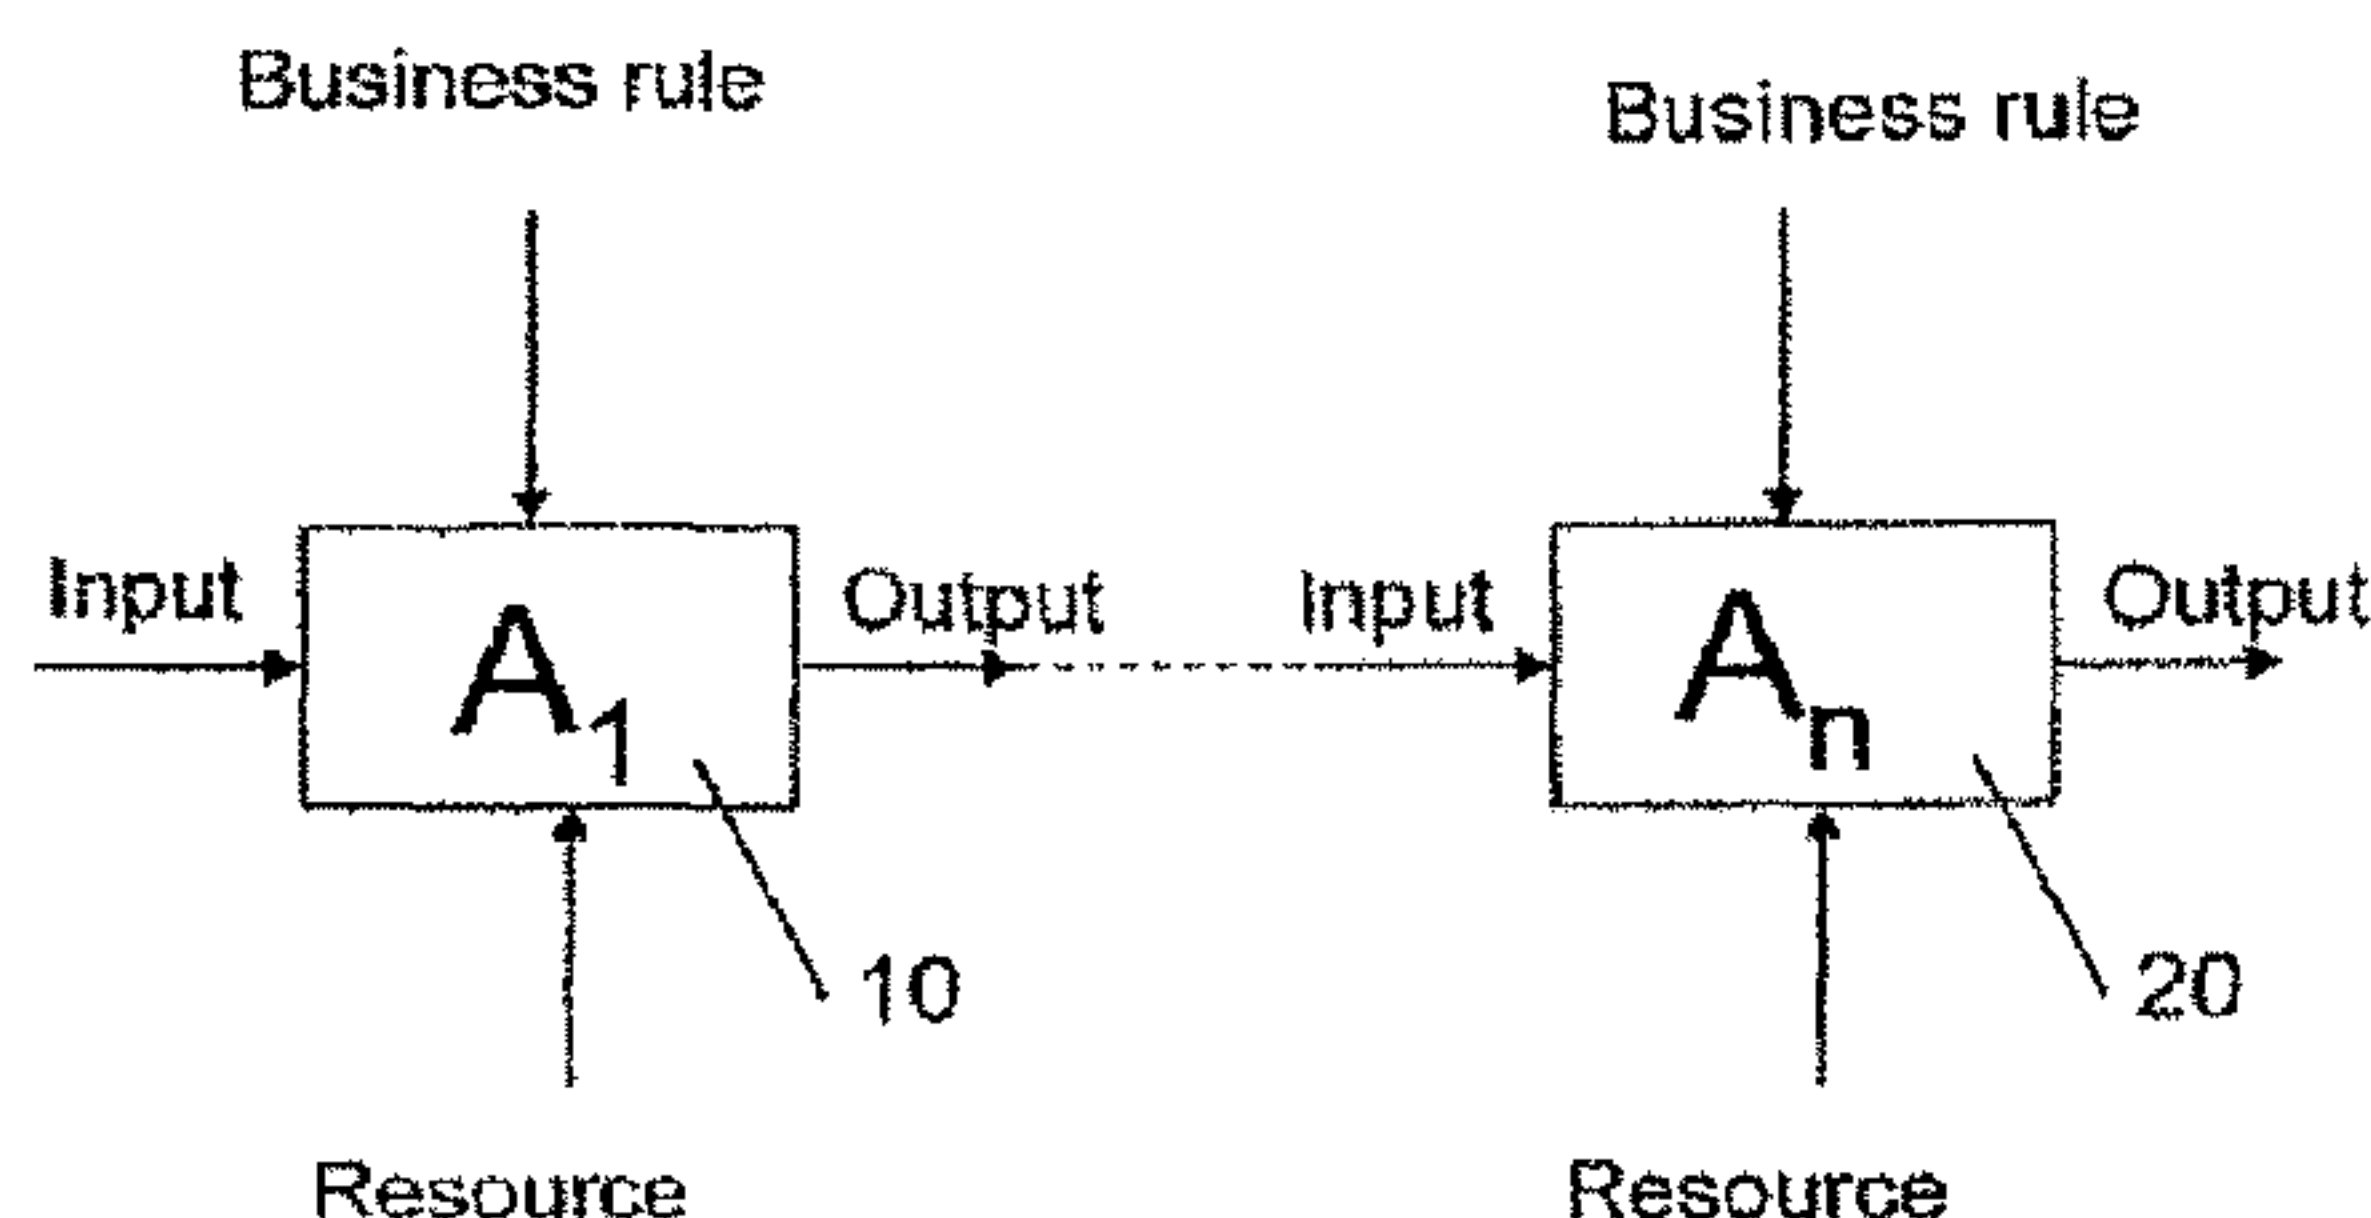 Business rule
Business rule
Input
A1
Output
Input
An
Output
10
20
Resource
Resource